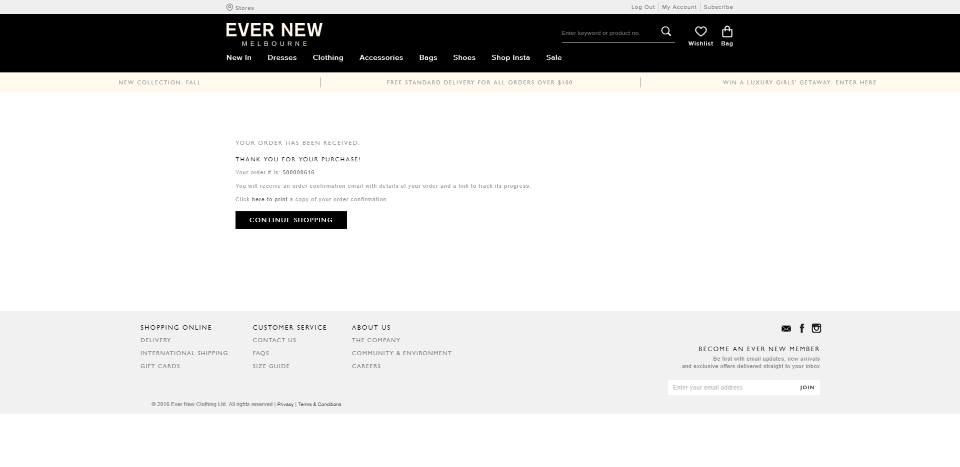 Stores
Log Out | My Account | Subscribe
EVER NEW
MELBOURNE
Enter keyword or product no.
Wishlist
Bag
New In Dresses Clothing Accessories Bags Shoes Shop Insta Sale
NEW COLLECTION: FALL
FREE STANDARD DELIVERY FOR ALL ORDERS OVER $100
WIN A LUXURY GIRLS' GETAWAY. ENTER HERE
YOUR ORDER HAS BEEN RECEIVED.
THANK YOU FOR YOUR PURCHASE!
Your order # is: 500000616
You will receive an order confirmation email with details of your order and a link to track its progress.
Click here to print a copy of your order confirmation.
CONTINUE SHOPPING
SHOPPING ONLINE
DELIVERY
INTERNATIONAL SHIPPING
GIFT CARDS
CUSTOMER SERVICE
CONTACT US
FAQS
SIZE GUIDE
ABOUT US
THE COMPANY
COMMUNITY & ENVIRONMENT
CAREERS
BECOME AN EVER NEW MEMBER
Be first with email updates, new arrivals
and exclusive offers delivered straight to your inbox
Enter your email address
JOIN
© 2016 Ever New Clothing Ltd. All rights reserved | Privacy | Terms & Conditions